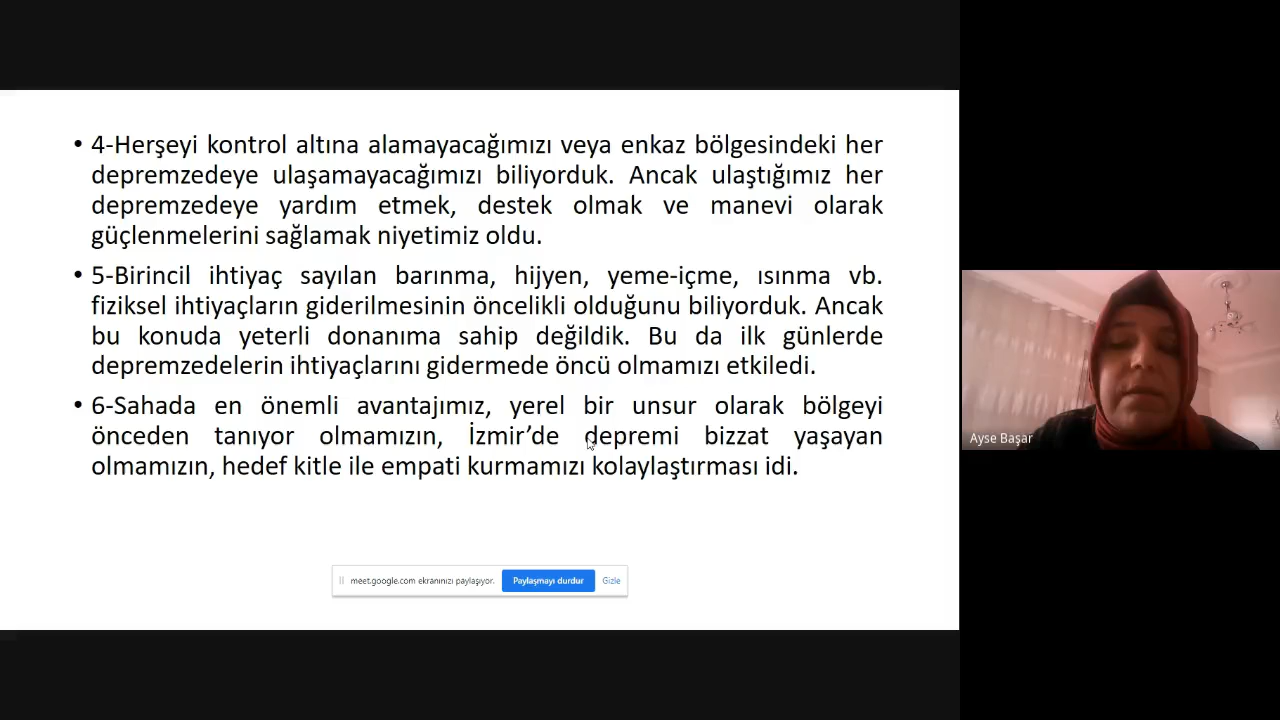 • 4-Herşeyi kontrol altına alamayacağımızı veya enkaz bölgesindeki her
depremzedeye ulaşamayacağımızı biliyorduk. Ancak ulaştığımız her
depremzedeye yardım etmek, destek olmak ve manevi olarak
güçlenmelerini sağlamak niyetimiz oldu.
• 5-Birincil ihtiyaç sayılan barınma, hijyen, yeme-içme, ısınma vb.
fiziksel ihtiyaçların giderilmesinin öncelikli olduğunu biliyorduk. Ancak
bu konuda yeterli donanıma sahip değildik. Bu da ilk günlerde
depremzedelerin ihtiyaçlarını gidermede öncü olmamızı etkiledi.
• 6-Sahada en önemli avantajımız, yerel bir unsur olarak bölgeyi
önceden tanıyor olmamızın, İzmir’de depremi bizzat yaşayan
olmamızın, hedef kitle ile empati kurmamızı kolaylaştırması idi.
meet.google.com ekranınızı paylaşıyor. Paylaşmayı durdur Gizle
Ayse Başar